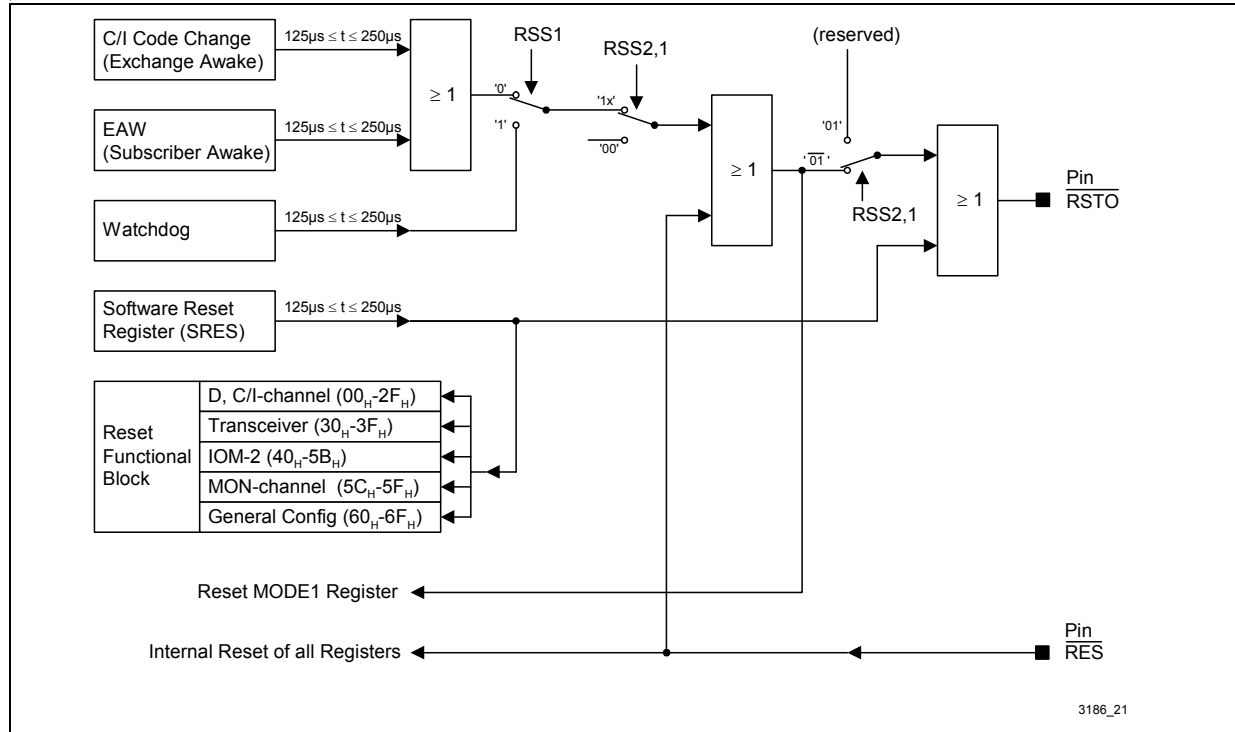 C/I Code Change
(Exchange Awake)
125µs ≤ t ≤ 250µs
EAW
(Subscriber Awake)
125µs ≤ t ≤ 250µs
Watchdog
125µs ≤ t ≤ 250µs
Software Reset
Register (SRES)
125µs ≤ t ≤ 250µs
≥ 1
RSS1
'0'
'1'
RSS2,1
'1x'
'00'
≥ 1
(reserved)
'01'
'01'
RSS2,1
≥ 1
Pin
RSTO
Reset
Functional
Block
D, C/I-channel (00H-2FH)
Transceiver (30H-3FH)
IOM-2 (40H-5BH)
MON-channel (5CH-5FH)
General Config (60H-6FH)
Reset MODE1 Register
Internal Reset of all Registers
Pin
RES
3186_21